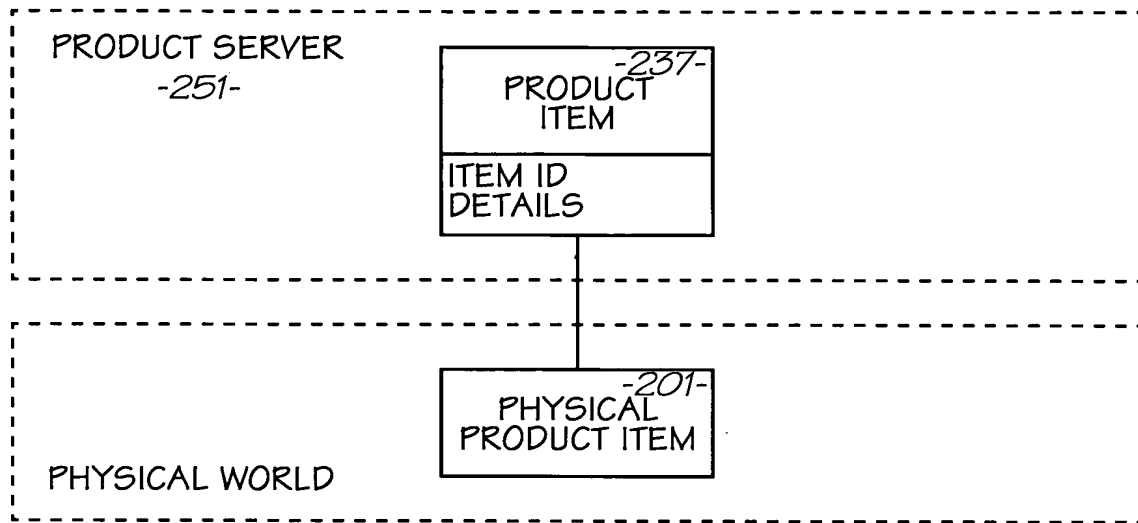 PRODUCT SERVER
-251-
-237-
PRODUCT
ITEM
ITEM ID
DETAILS
-201-
PHYSICAL
PRODUCT ITEM
PHYSICAL WORLD